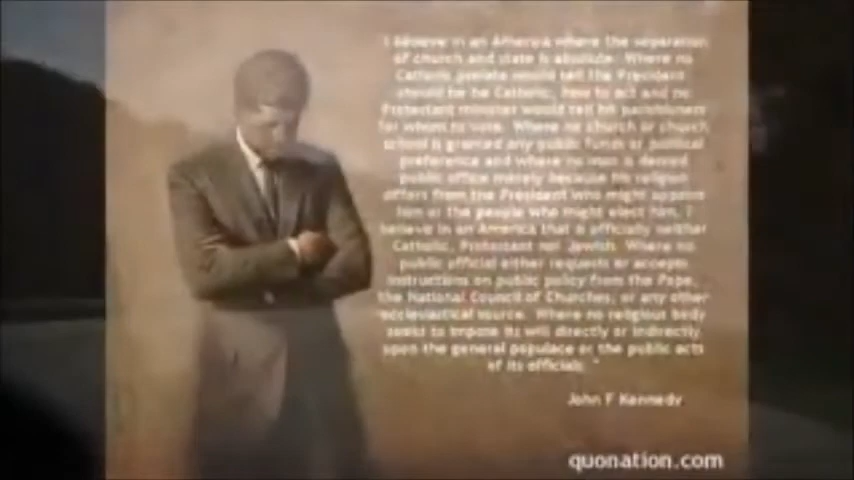 I believe in an America where the separation
of church and state is absolute. Where no
Catholic prelate would tell the President
should he be Catholic, how to act and no
Protestant minister would tell his parishioners
for whom to vote. Where no church or church
school is granted any public funds or political
preference and where no man is denied
public office merely because his religion
differs from the President who might appoint
him or the people who might elect him. I
believe in an America that is officially neither
Catholic, Protestant nor Jewish. Where no
public official either requests or accepts
instructions on public policy from the Pope,
the National Council of Churches, or any other
ecclesiastical source. Where no religious body
seeks to impose its will directly or indirectly
upon the general populace or the public acts
of its officials. "
John F Kennedy
quonation.com